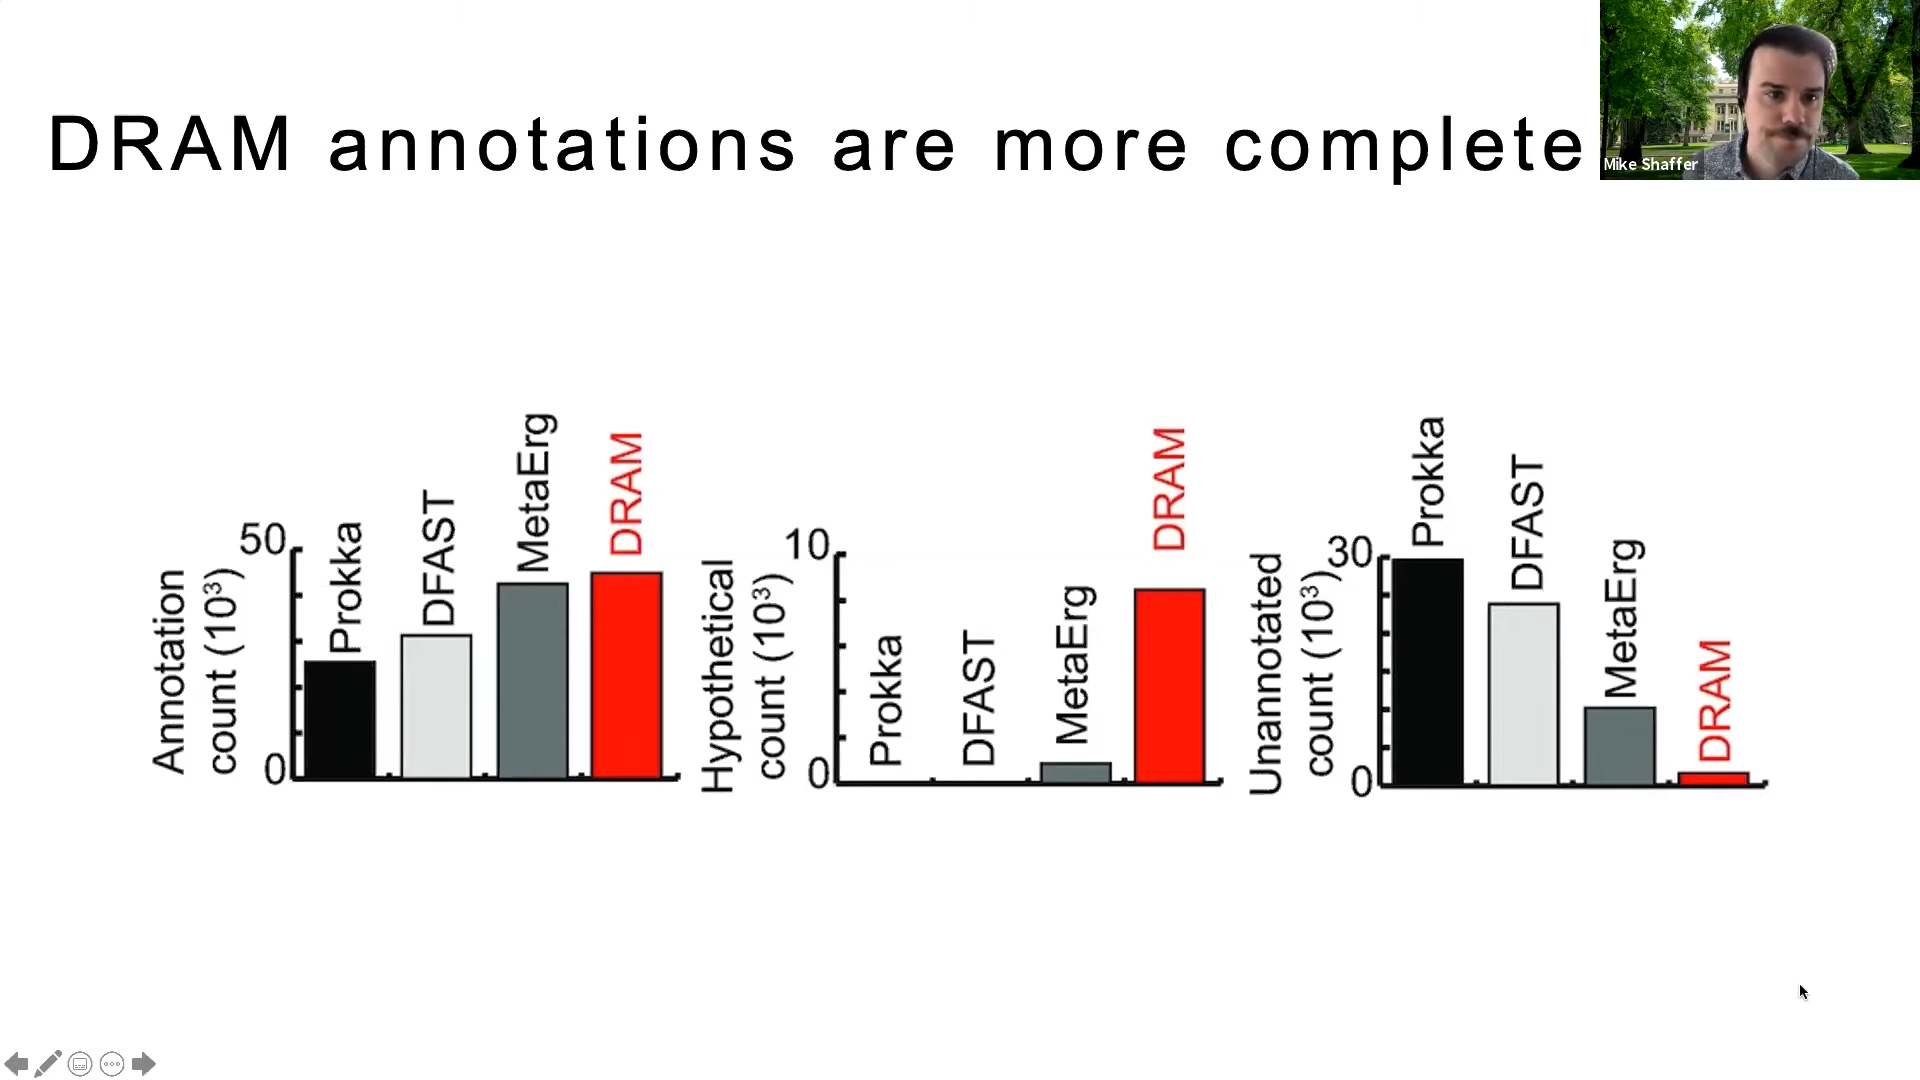 DRAM annotations are more complete
Mike Shaffer
Annotation
count (10³)
50
0
Prokka
DFAST
MetaErg
DRAM
Hypothetical
count (10³)
10
0
Prokka
DFAST
MetaErg
DRAM
Unannotated
count (10³)
30
0
Prokka
DFAST
MetaErg
DRAM